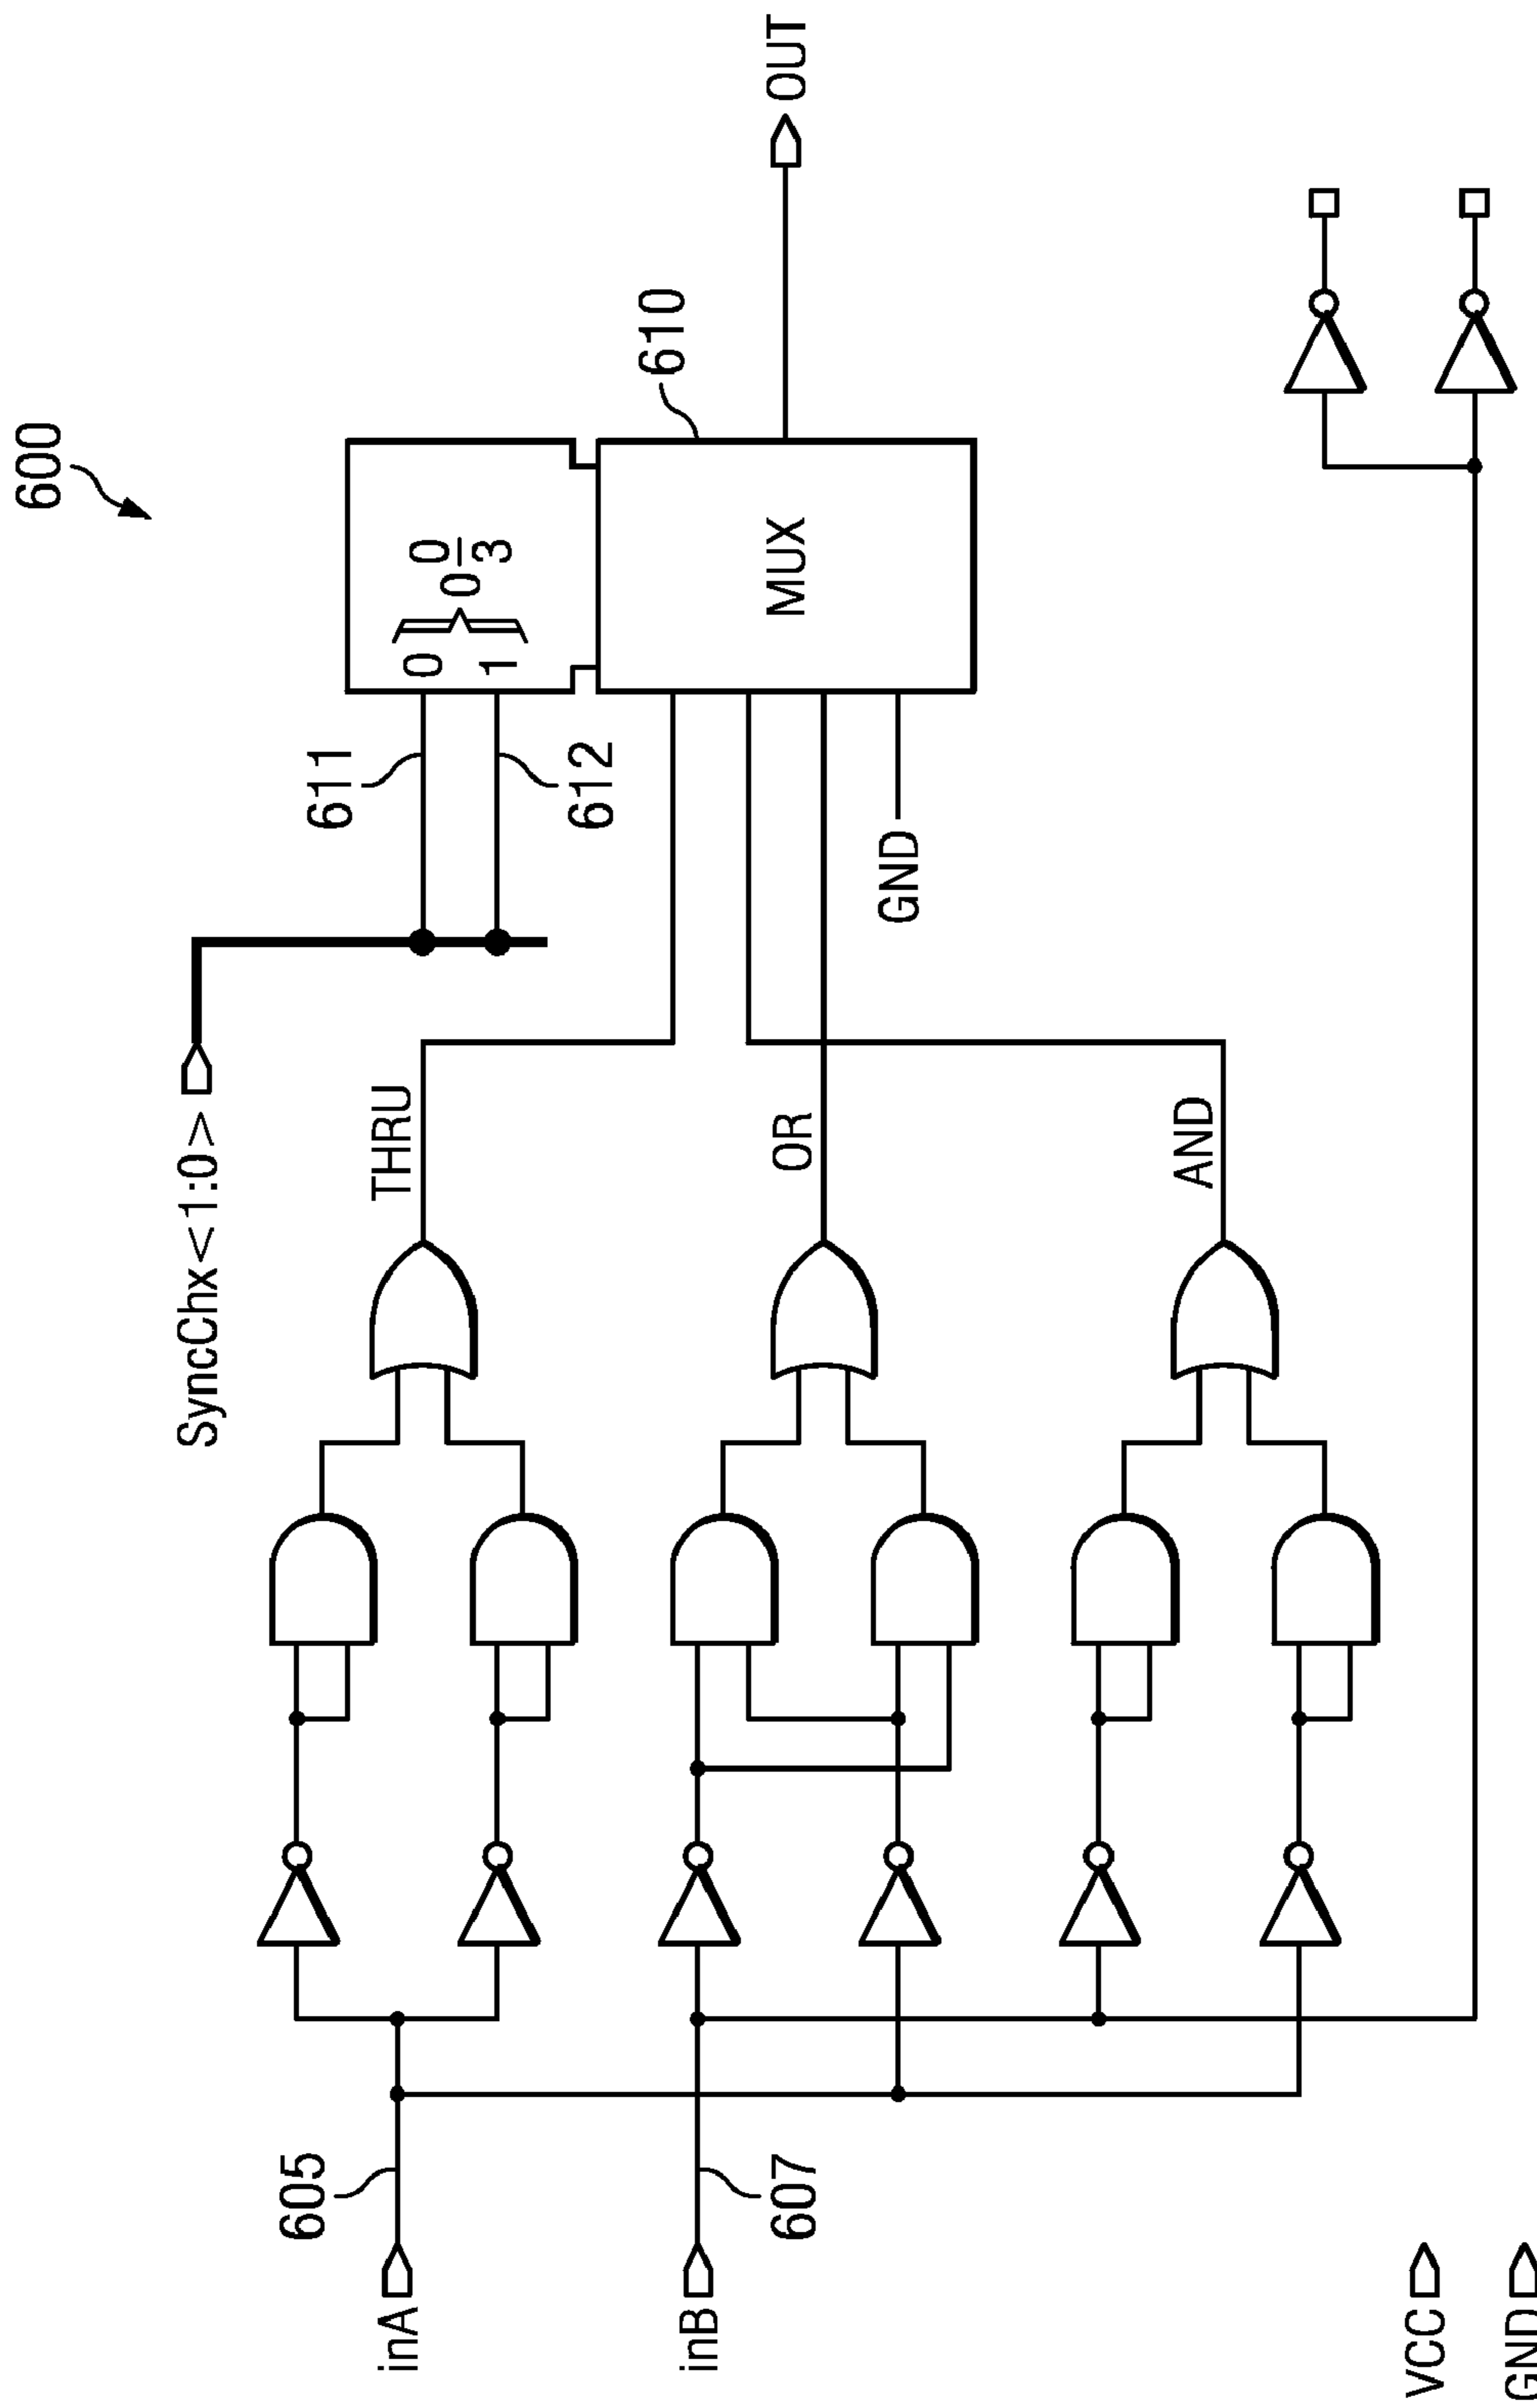 600
SyncChx<1:0>
611
612
0
1
0 0/3
610
MUX
OUT
THRU
OR
AND
GND
605
inA
607
inB
VCC
GND